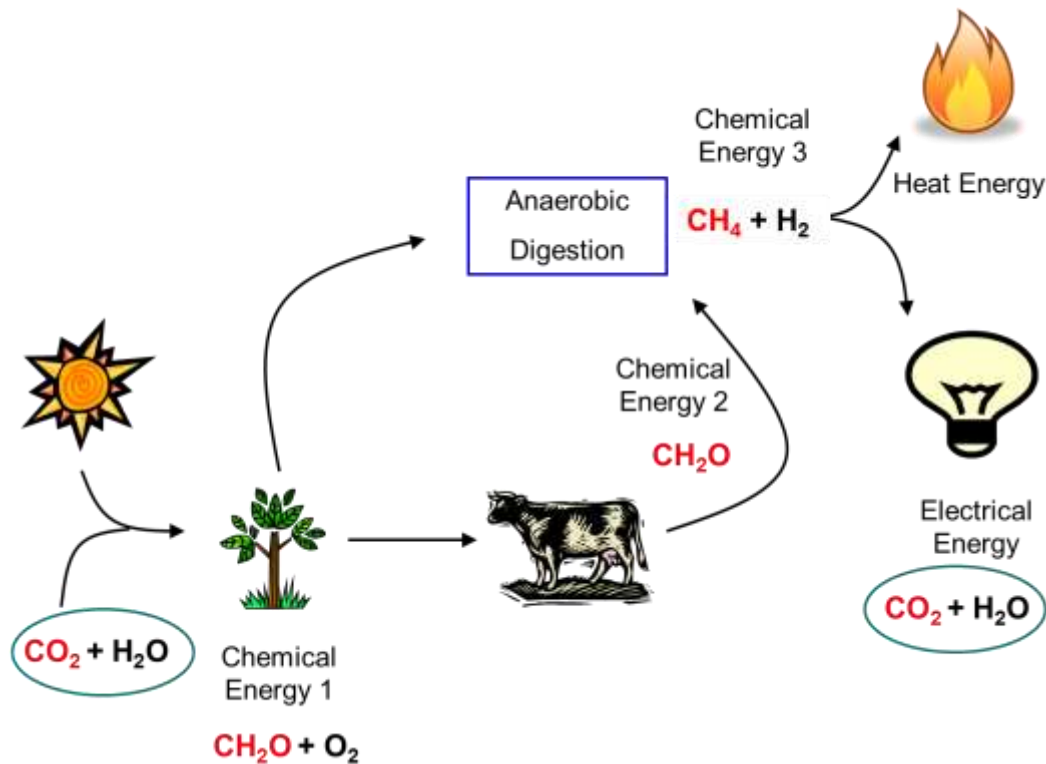 Chemical
Energy 3
Heat Energy
Anaerobic
Digestion
CH₄ + H₂
Chemical
Energy 2
CH₂O
Electrical
Energy
CO₂ + H₂O
CO₂ + H₂O
Chemical
Energy 1
CH₂O + O₂